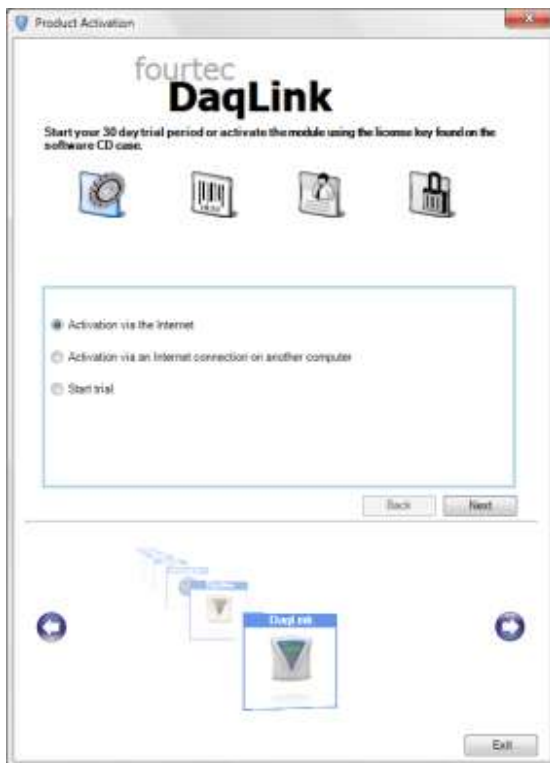 Product Activation
fourtec
DaqLink
Start your 30 day trial period or activate the module using the license key found on the
software CD case.
Activation via the Internet
Activation via an Internet connection on another computer
Start trial
Back
Next
DaqLink
Exit